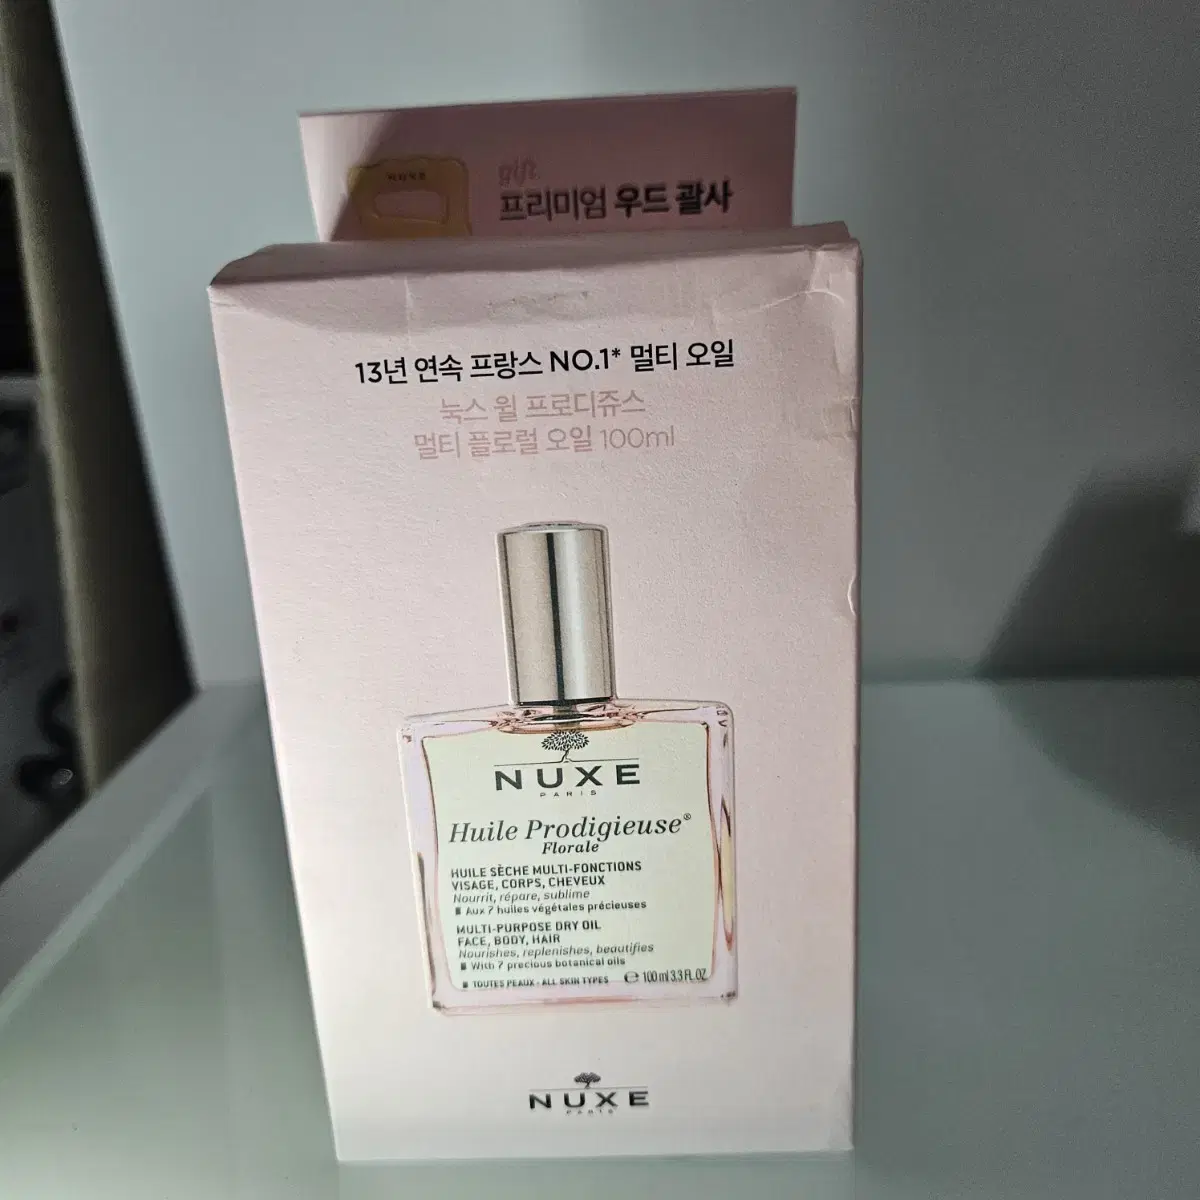 gift
프리미엄 우드 괄사
13년 연속 프랑스 NO.1* 멀티 오일
눅스 윌 프로디쥬스
멀티 플로럴 오일 100ml
NUXE
PARIS
Huile Prodigieuse®
Florale
HUILE SÈCHE MULTI-FONCTIONS
VISAGE, CORPS, CHEVEUX
Nourrit, répare, sublime
Aux 7 huiles végétales précieuses
MULTI-PURPOSE DRY OIL
FACE, BODY, HAIR
Nourishes, replenishes, beautifies
With 7 precious botanical oils
TOUTES PEAUX - ALL SKIN TYPES ℮ 100 ml 3.3 FL.OZ.
NUXE
PARIS